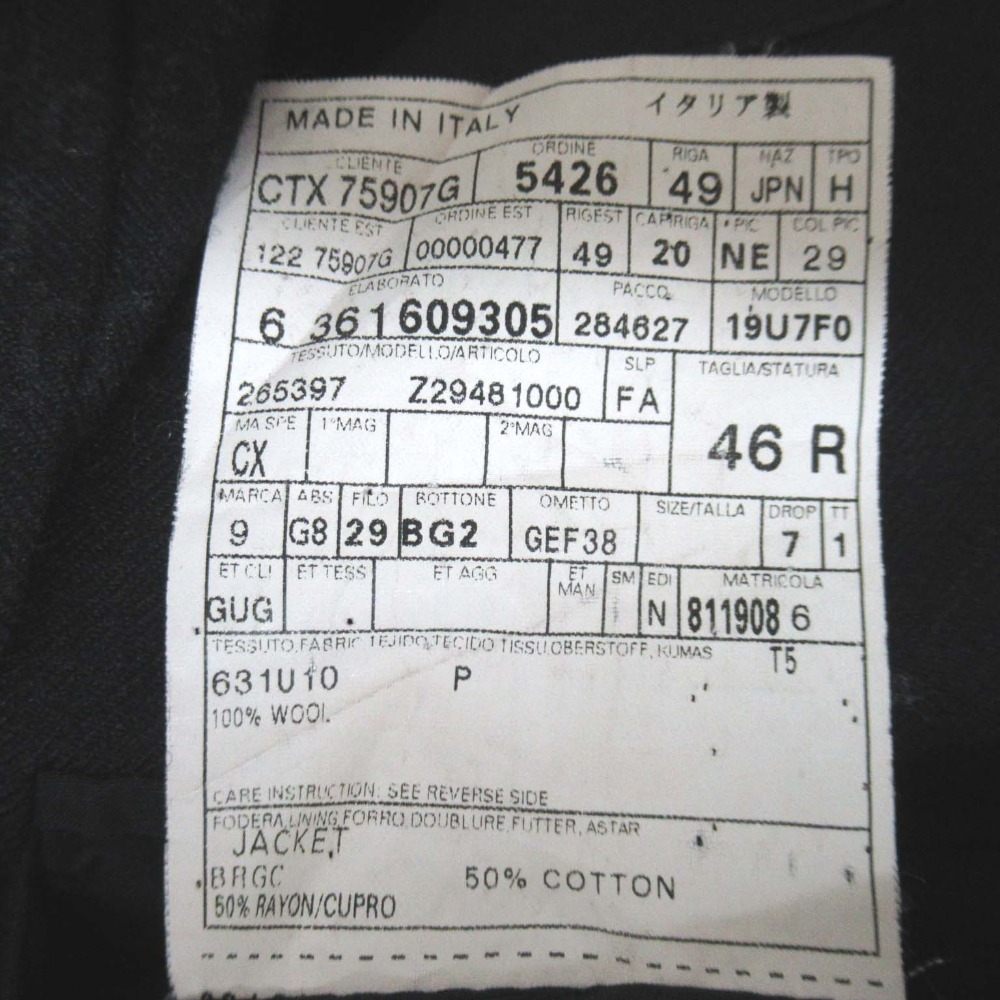 MADE IN ITALY イタリア製
CLIENTE ORDINE RIGA NAZ TPO
CTX 75907G 5426 49 JPN H
CLIENTE EST ORDINE EST RIGEST CAPRIGA PIC COL PIC
122 75907G 00000477 49 20 NE 29
ELABORATO PACCO MODELLO
6 361609305 284627 19U7F0
TESSUTO/MODELLO/ARTICOLO SLP TAGLIA/STATURA
265397 Z29481000 FA 46 R
MA SPE 1°MAG 2°MAG
CX
MARCA ABS FILO BOTTONE OMETTO SIZE/TALLA DROP TT
9 G8 29 BG2 GEF38 7 1
ET CLI ET TESS ET AGG ET MAN SM EDI MATRICOLA
GUG N 811908 6
TESSUTO,FABRIC,TEJIDO,TECIDO,TISSU,OBERSTOFF, KUMAS T5
631U10 P
100% WOOL
CARE INSTRUCTION: SEE REVERSE SIDE
FODERA,LINING,FORRO,DOUBLURE,FUTTER, ASTAR
JACKET
BRGC 50% COTTON
50% RAYON/CUPRO